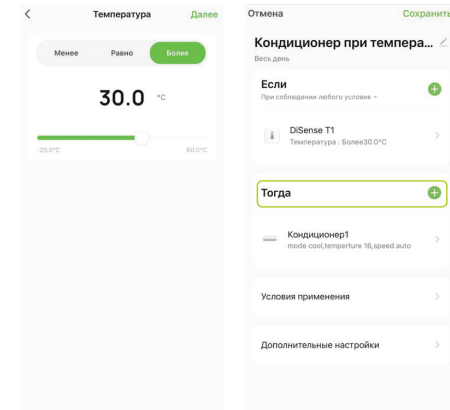 Температура
Далее
Менее
Равно
Более
30.0 °C
-20.0°C
60.0°C
Отмена
Сохранить
Кондиционер при темпера...
Весь день
Если
При соблюдении любого условия
DiSense T1
Температура : Более30.0°C
Тогда
Кондиционер1
mode cool,temperture 16,speed auto
Условия применения
Дополнительные настройки